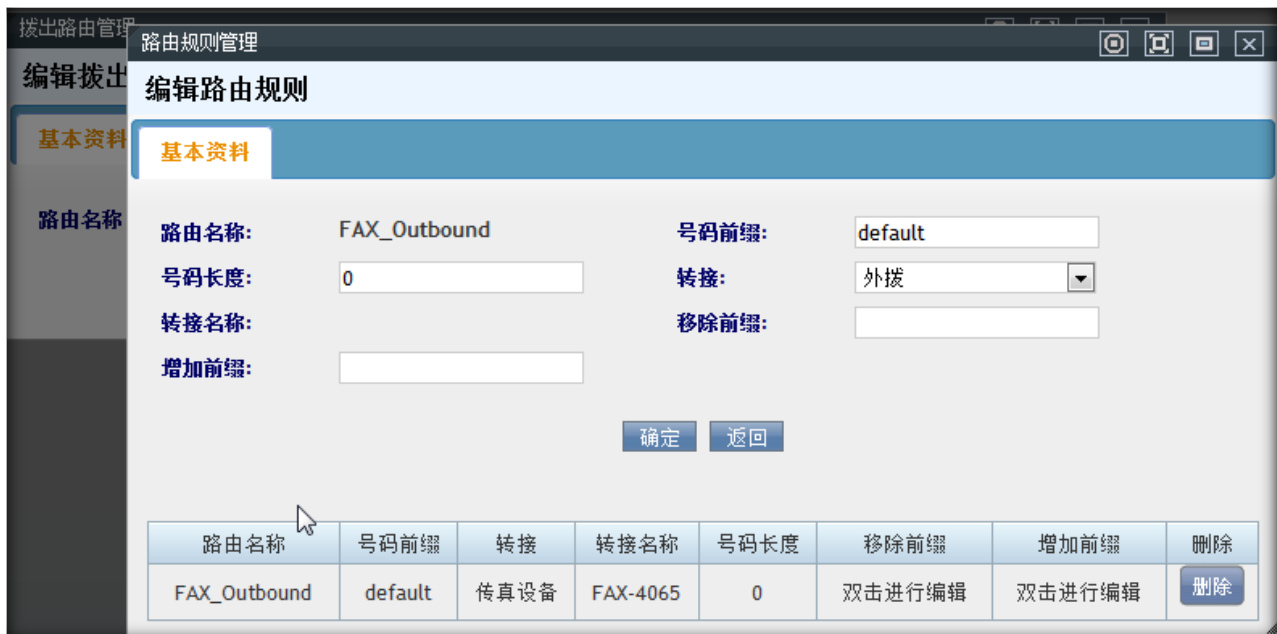 拨出路由管理
路由规则管理
编辑拨出
编辑路由规则
基本资料
基本资料
路由名称
路由名称: FAX_Outbound 号码前缀: default
号码长度: 0 转接: 外拨
转接名称: 移除前缀:
增加前缀:
确定 返回
路由名称 号码前缀 转接 转接名称 号码长度 移除前缀 增加前缀 删除
FAX_Outbound default 传真设备 FAX-4065 0 双击进行编辑 双击进行编辑 删除